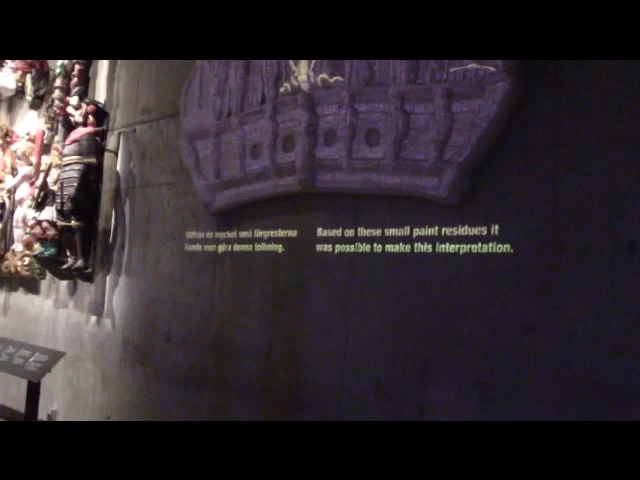 Utifrån de mycket små färgresterna
kunde man göra denna tolkning.
Based on these small paint residues it
was possible to make this interpretation.